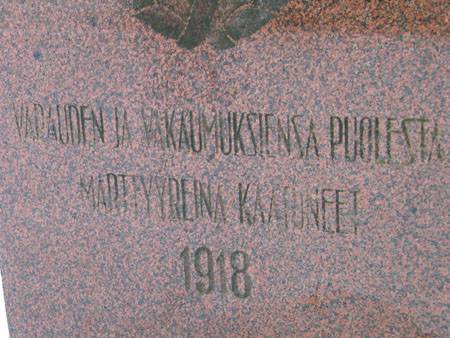 VAPAUDEN JA VAKAUMUKSIENSA PUOLESTA
MARTTYYREINA KAATUNEET
1918